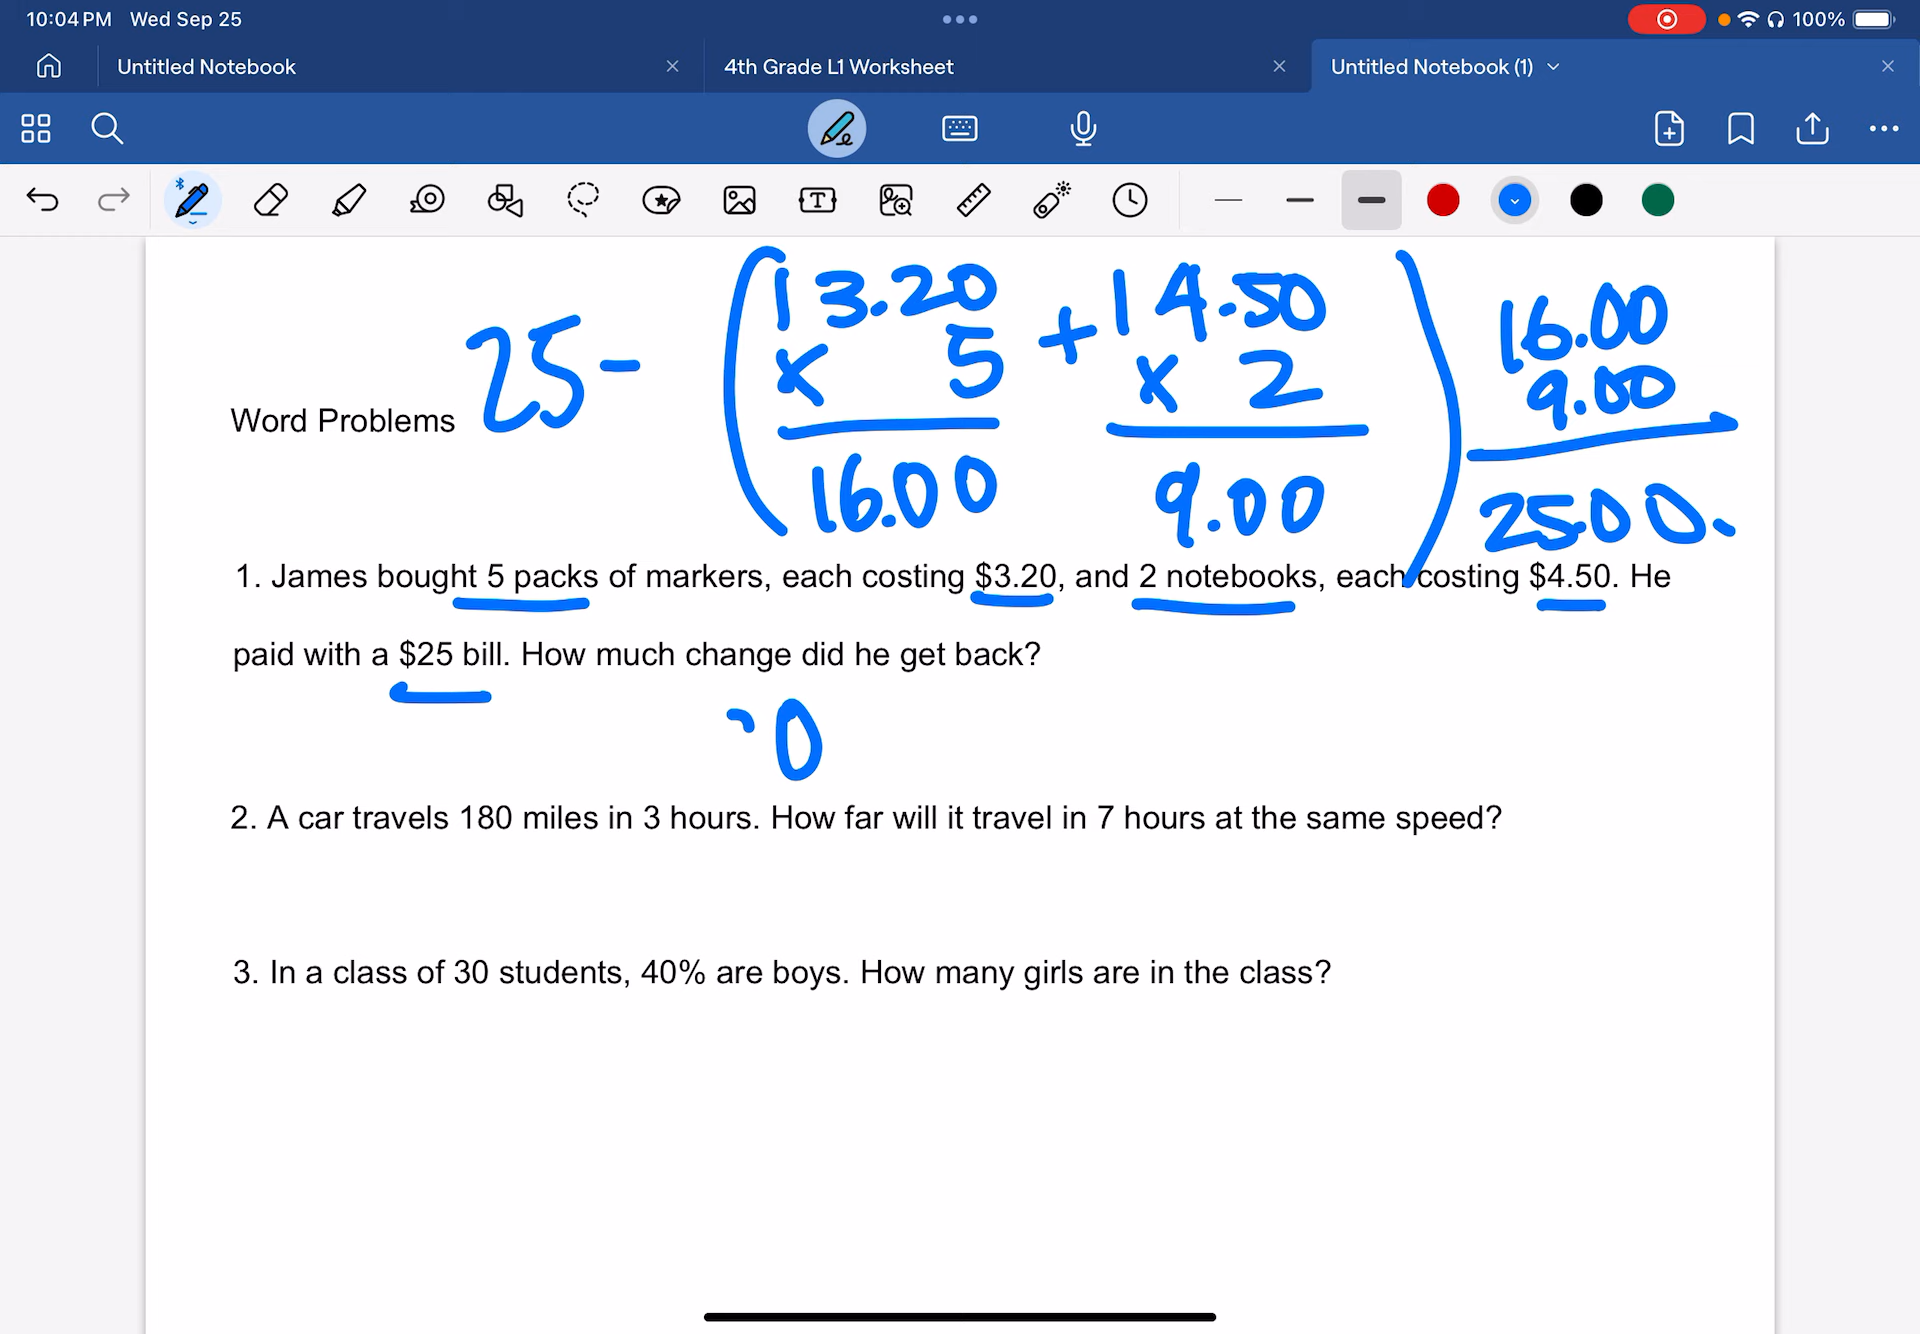 10:04 PM Wed Sep 25
100%
Untitled Notebook
4th Grade L1 Worksheet
Untitled Notebook (1)
25 - ( 13.20 + 14.50 ) 16.00
x 5 x 2 9.00
16.00 9.00 25.00.
Word Problems
1. James bought 5 packs of markers, each costing $3.20, and 2 notebooks, each costing $4.50. He
paid with a $25 bill. How much change did he get back?
0
2. A car travels 180 miles in 3 hours. How far will it travel in 7 hours at the same speed?
3. In a class of 30 students, 40% are boys. How many girls are in the class?